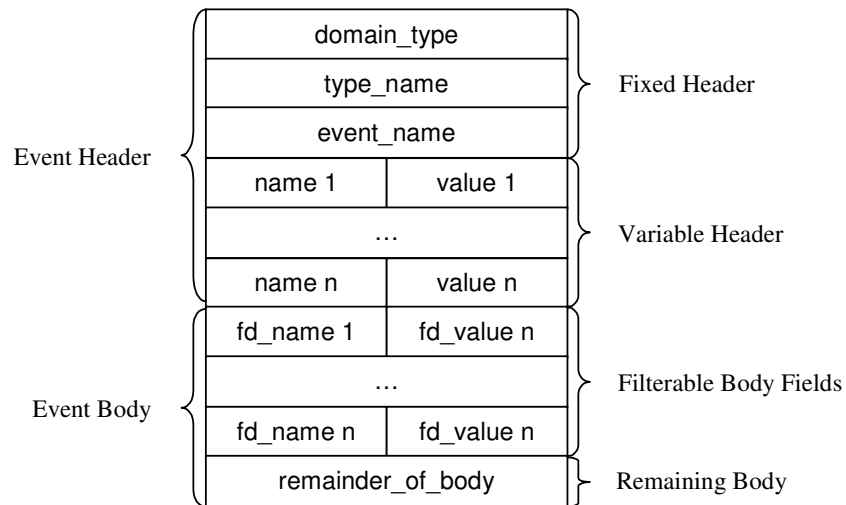 domain_type
type_name
Fixed Header
event_name
Event Header
name 1 value 1
...
Variable Header
name n value n
fd_name 1 fd_value n
...
Filterable Body Fields
Event Body
fd_name n fd_value n
remainder_of_body
Remaining Body